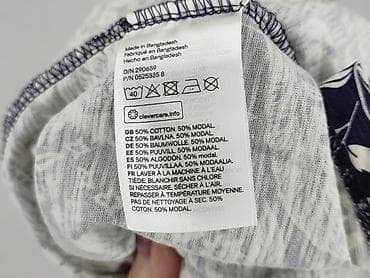 Made in Bangladesh
Fabriqué en Bangladesh
Hecho en Bangladesh
O/N 290659
P/N 0525335 8
40
clevercare.info
GB 50% COTTON. 50% MODAL.
CZ 50% BAVLNA. 50% MODAL.
DE 50% BAUMWOLLE. 50% MODAL.
EE 50% PUUVILL. 50% MODAAL.
ES 50% ALGODÓN. 50% MODAL.
FI 50% PUUVILLAA. 50% MODAALIA.
FR LAVER À LA MACHINE À L'EAU
TIÈDE, BLANCHIR SANS CHLORE
SI NÉCESSAIRE, SÉCHER À L'AIR.
REPASSER À TEMPÉRATURE MOYENNE.
PAS DE NETTOYAGE À SEC. 50%
COTON. 50% MODAL.